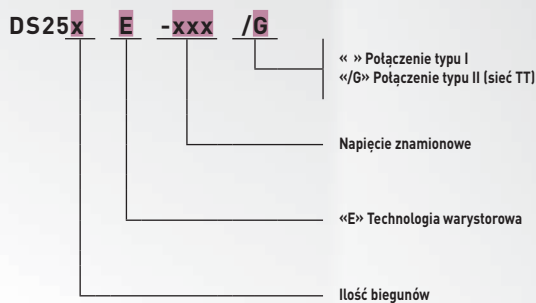 DS25x E -xxx /G
« » Połączenie typu I
«/G» Połączenie typu II (sieć TT)
Napięcie znamionowe
«E» Technologia warystorowa
Ilość biegunów